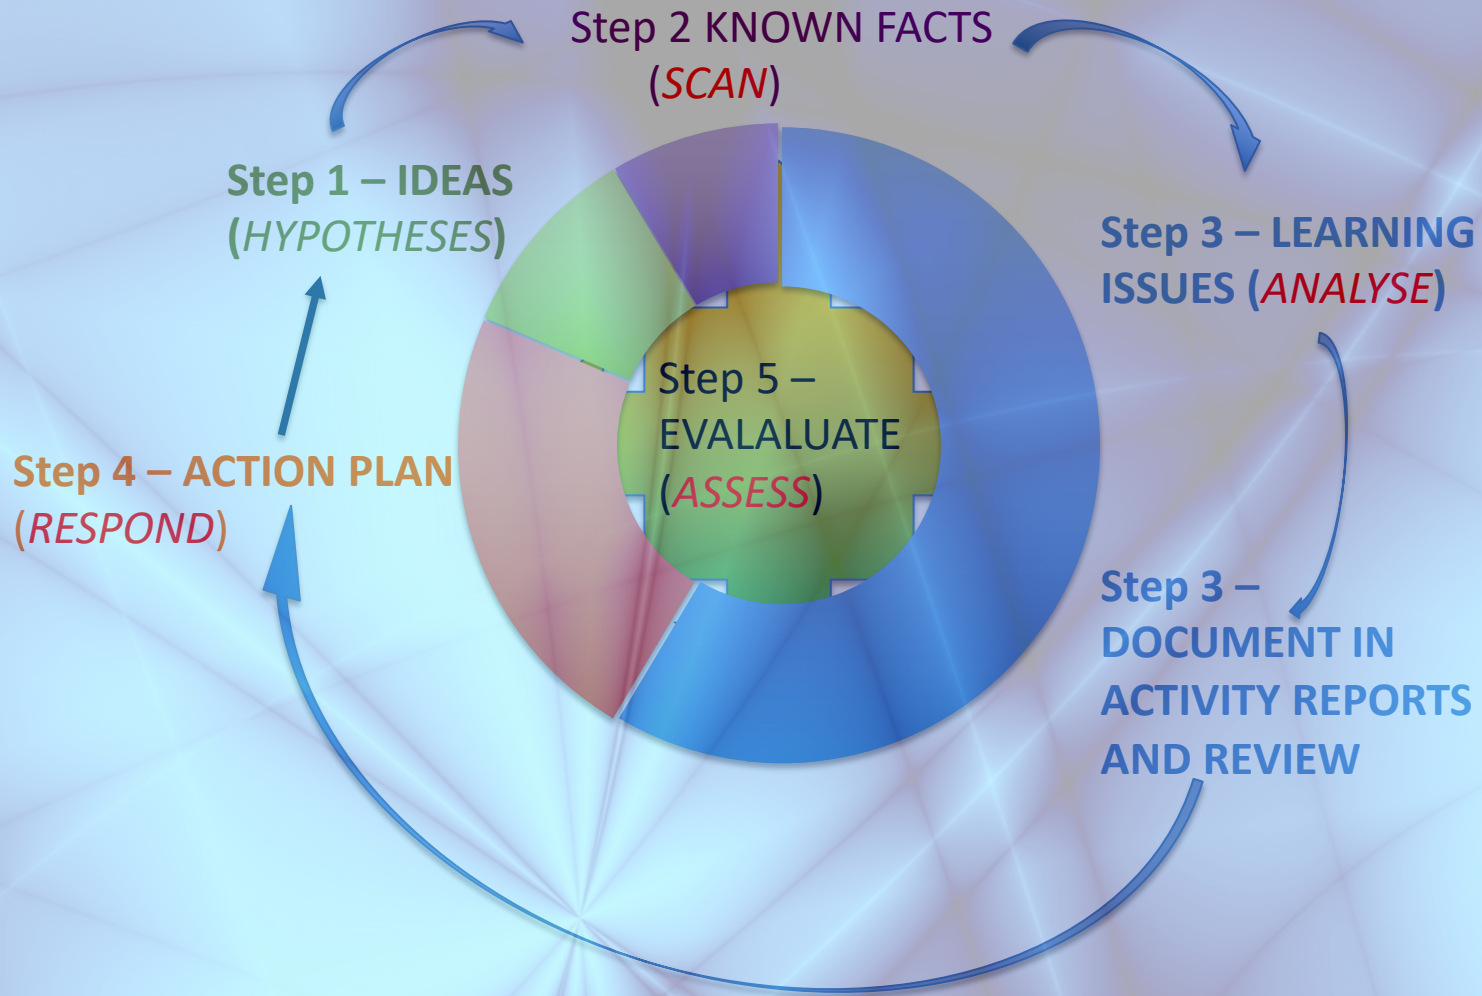 Step 2 KNOWN FACTS
(SCAN)
Step 1 – IDEAS
(HYPOTHESES)
Step 3 – LEARNING
ISSUES (ANALYSE)
Step 5 –
EVALALUATE
(ASSESS)
Step 4 – ACTION PLAN
(RESPOND)
Step 3 –
DOCUMENT IN
ACTIVITY REPORTS
AND REVIEW